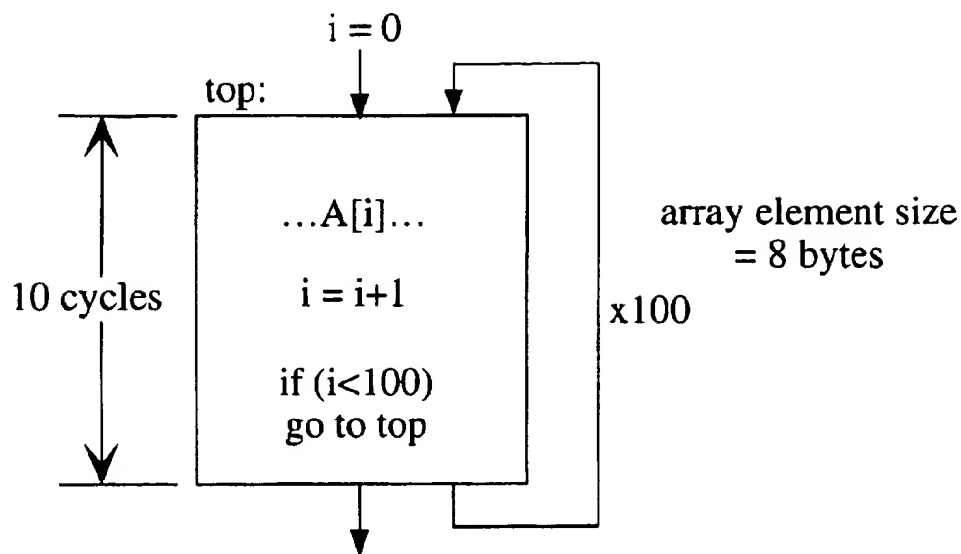 i = 0
top:
...A[i]...
array element size
= 8 bytes
10 cycles
i = i+1
x100
if (i<100)
go to top